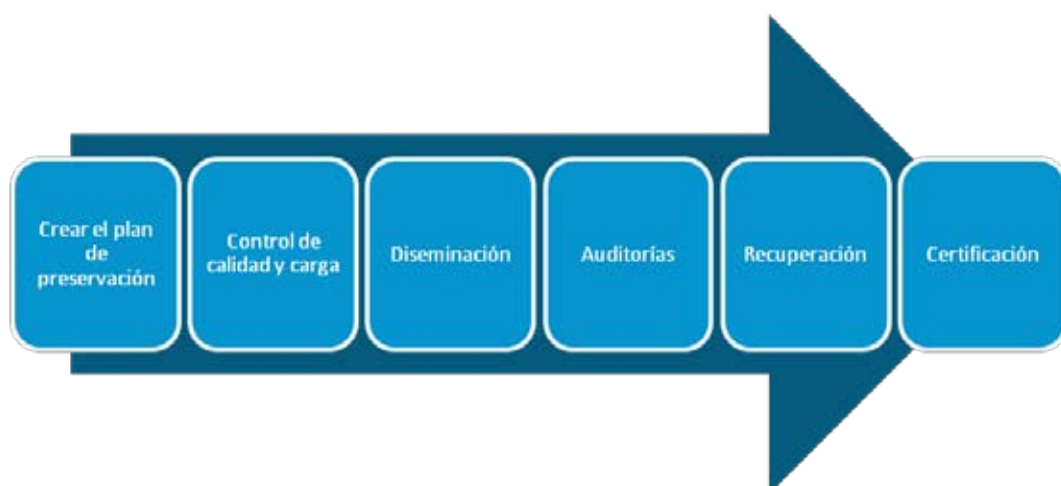 Crear el plan
de
preservación
Control de
calidad y carga
Diseminación
Auditorías
Recuperación
Certificación